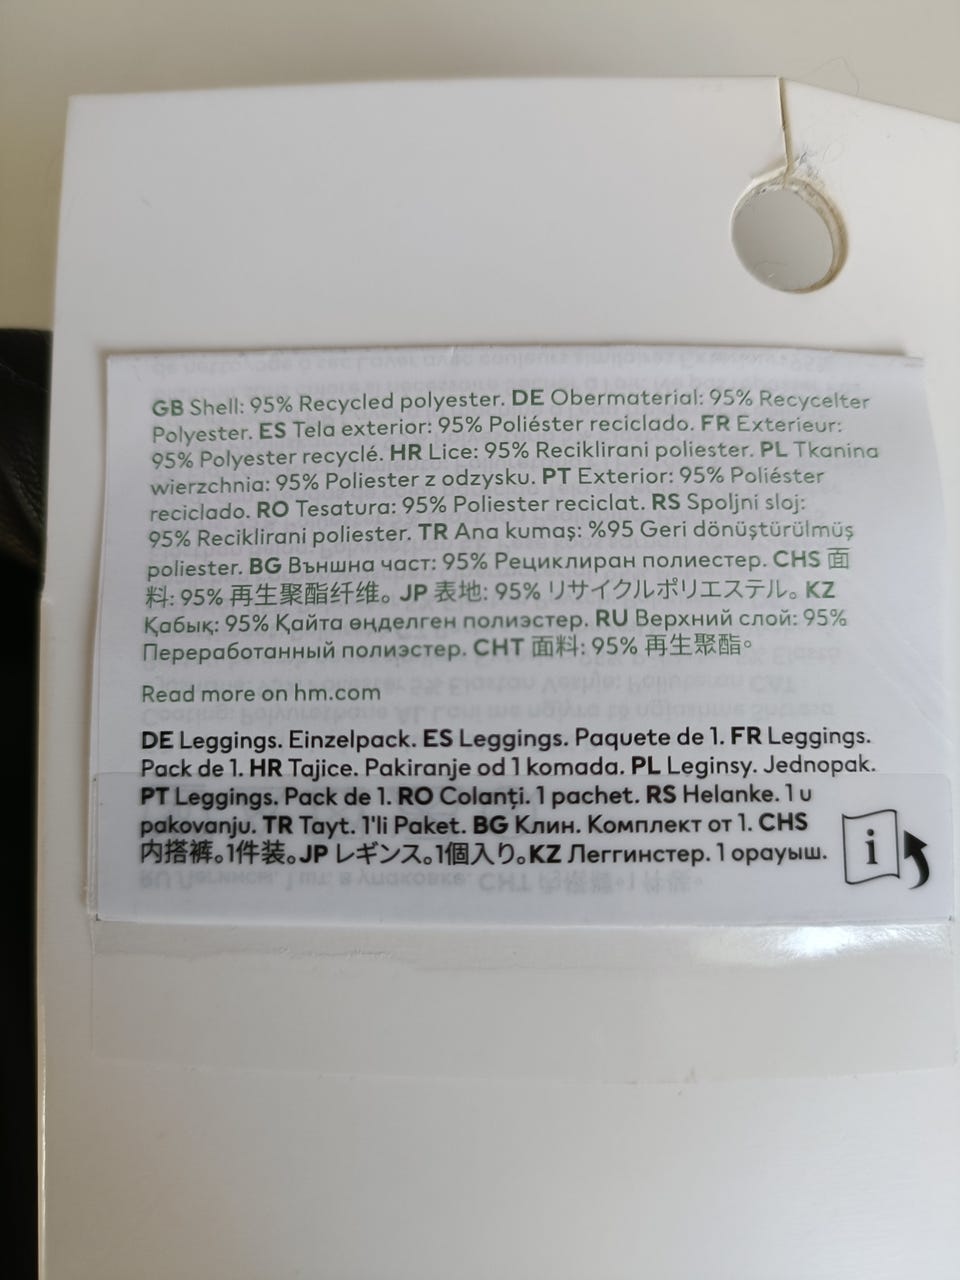 GB Shell: 95% Recycled polyester. DE Obermaterial: 95% Recycelter
Polyester. ES Tela exterior: 95% Poliéster reciclado. FR Exterieur:
95% Polyester recyclé. HR Lice: 95% Reciklirani poliester. PL Tkanina
wierzchnia: 95% Poliester z odzysku. PT Exterior: 95% Poliéster
reciclado. RO Tesatura: 95% Poliester reciclat. RS Spoljni sloj:
95% Reciklirani poliester. TR Ana kumaş: %95 Geri dönüştürülmüş
poliester. BG Външна част: 95% Рециклиран полиестер. CHS 面
料: 95% 再生聚酯纤维。 JP 表地: 95% リサイクルポリエステル。 KZ
Қабық: 95% Қайта өңделген полиэстер. RU Верхний слой: 95%
Переработанный полиэстер. CHT 面料: 95% 再生聚酯。
Read more on hm.com
DE Leggings. Einzelpack. ES Leggings. Paquete de 1. FR Leggings.
Pack de 1. HR Tajice. Pakiranje od 1 komada. PL Leginsy. Jednopak.
PT Leggings. Pack de 1. RO Colanți. 1 pachet. RS Helanke. 1 u
pakovanju. TR Tayt. 1'li Paket. BG Клин. Комплект от 1. CHS
内搭裤。1件装。JP レギンス。1個入り。KZ Леггинстер. 1 орауыш.
i